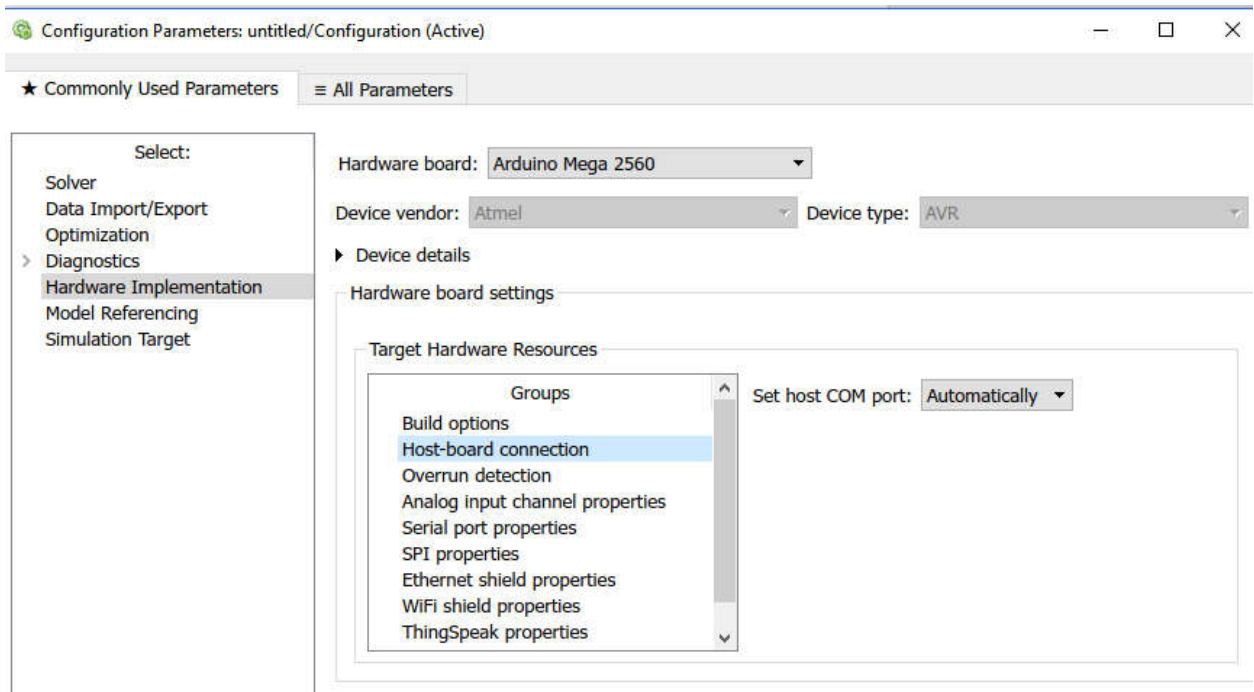 Configuration Parameters: untitled/Configuration (Active)
★ Commonly Used Parameters
≡ All Parameters
Select:
Solver
Data Import/Export
Optimization
Diagnostics
Hardware Implementation
Model Referencing
Simulation Target
Hardware board: Arduino Mega 2560
Device vendor: Atmel Device type: AVR
Device details
Hardware board settings
Target Hardware Resources
Groups
Build options
Host-board connection
Overrun detection
Analog input channel properties
Serial port properties
SPI properties
Ethernet shield properties
WiFi shield properties
ThingSpeak properties
Set host COM port: Automatically